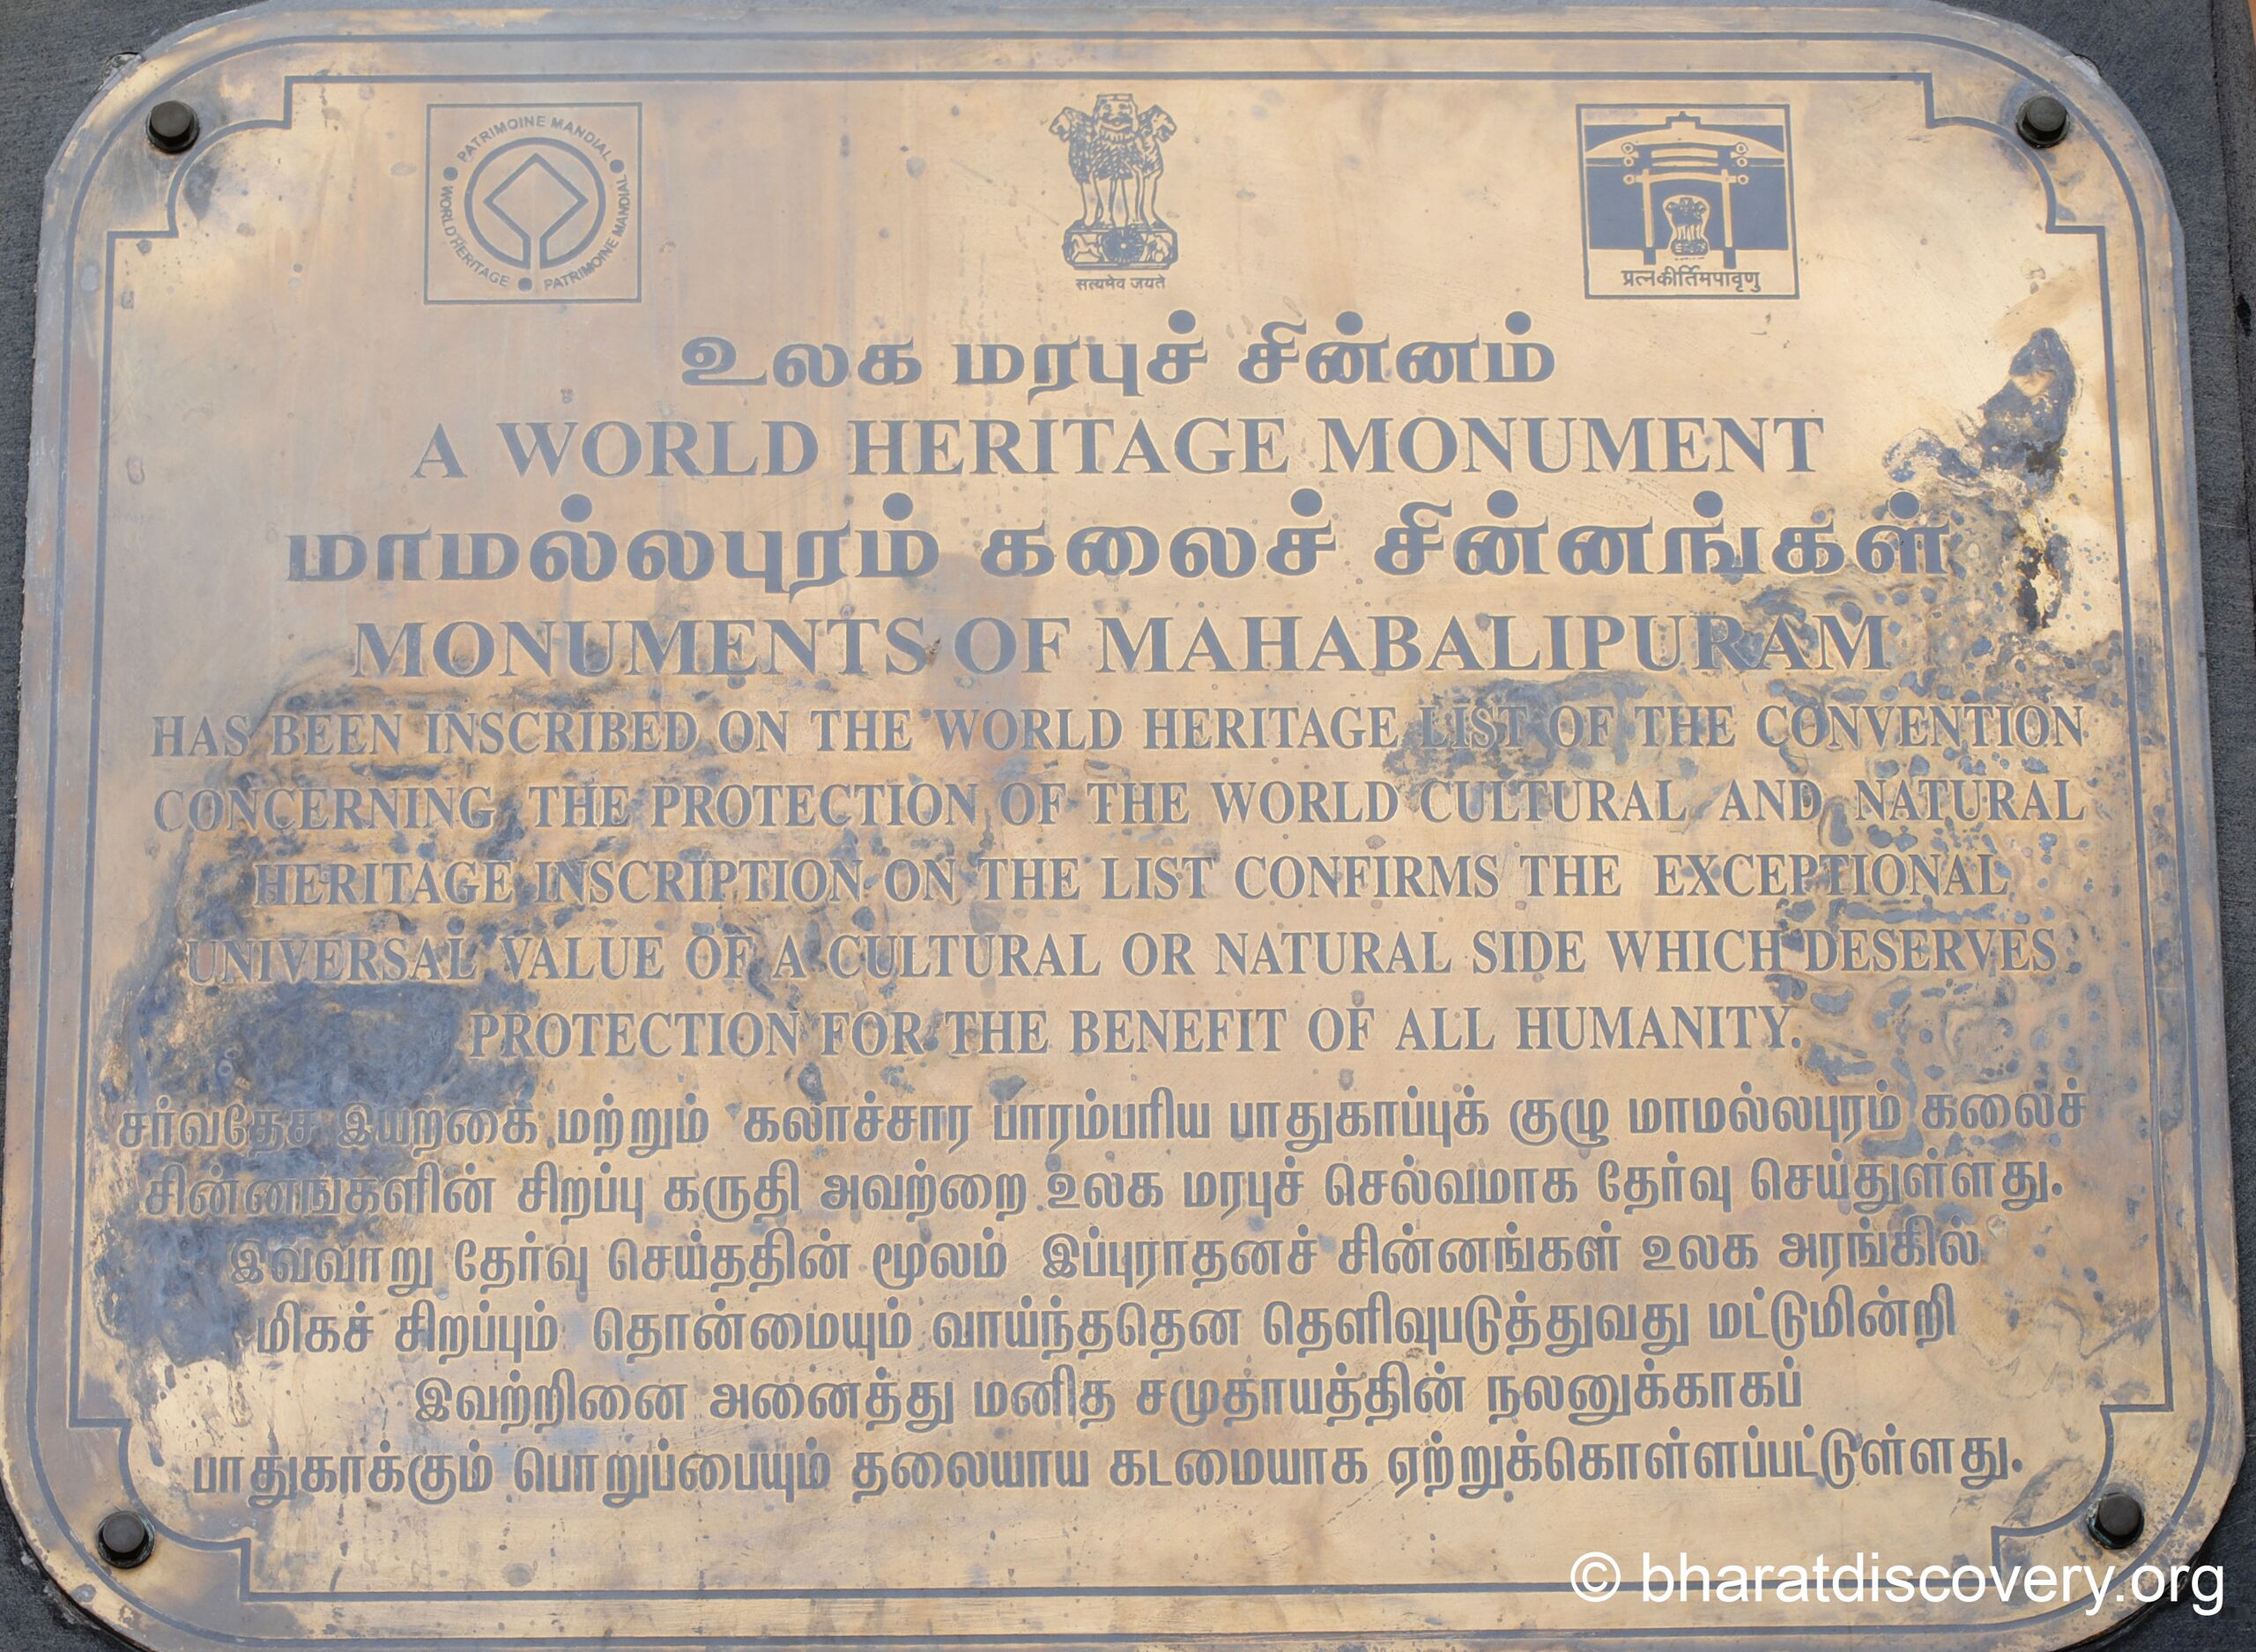 PATRIMOINE MANDIAL WORLD HERITAGE PATRIMOINE MANDIAL
सत्यमेव जयते
प्रत्नकीर्तिमपावृणु
உலக மரபுச் சின்னம்
A WORLD HERITAGE MONUMENT
மாமல்லபுரம் கலைச் சின்னங்கள்
MONUMENTS OF MAHABALIPURAM
HAS BEEN INSCRIBED ON THE WORLD HERITAGE LIST OF THE CONVENTION
CONCERNING THE PROTECTION OF THE WORLD CULTURAL AND NATURAL
HERITAGE INSCRIPTION ON THE LIST CONFIRMS THE EXCEPTIONAL
UNIVERSAL VALUE OF A CULTURAL OR NATURAL SIDE WHICH DESERVES
PROTECTION FOR THE BENEFIT OF ALL HUMANITY.
சர்வதேச இயற்கை மற்றும் கலாச்சார பாரம்பரிய பாதுகாப்புக் குழு மாமல்லபுரம் கலைச்
சின்னங்களின் சிறப்பு கருதி அவற்றை உலக மரபுச் செல்வமாக தேர்வு செய்துள்ளது.
இவ்வாறு தேர்வு செய்ததின் மூலம் இப்புராதனச் சின்னங்கள் உலக அரங்கில்
மிகச் சிறப்பும் தொன்மையும் வாய்ந்ததென தெளிவுபடுத்துவது மட்டுமின்றி
இவற்றினை அனைத்து மனித சமுதாயத்தின் நலனுக்காகப்
பாதுகாக்கும் பொறுப்பையும் தலையாய கடமையாக ஏற்றுக்கொள்ளப்பட்டுள்ளது.
© bharatdiscovery.org